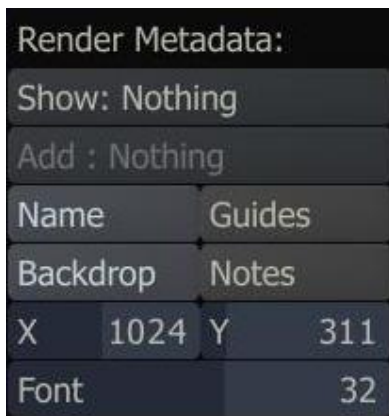 Render Metadata:
Show: Nothing
Add : Nothing
Name Guides
Backdrop Notes
X 1024 Y 311
Font 32